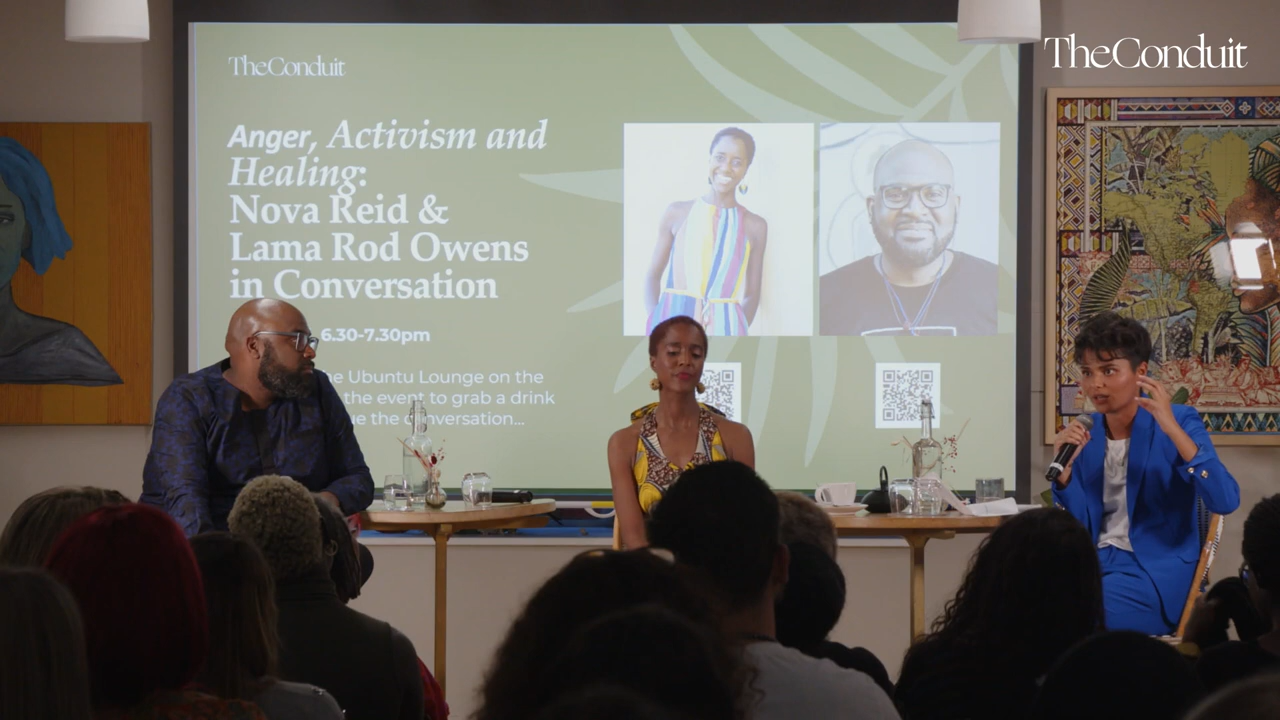 TheConduit
TheConduit
Anger, Activism and
Healing:
Nova Reid &
Lama Rod Owens
in Conversation
6.30-7.30pm
Ubuntu Lounge on the
the event to grab a drink
conversation...